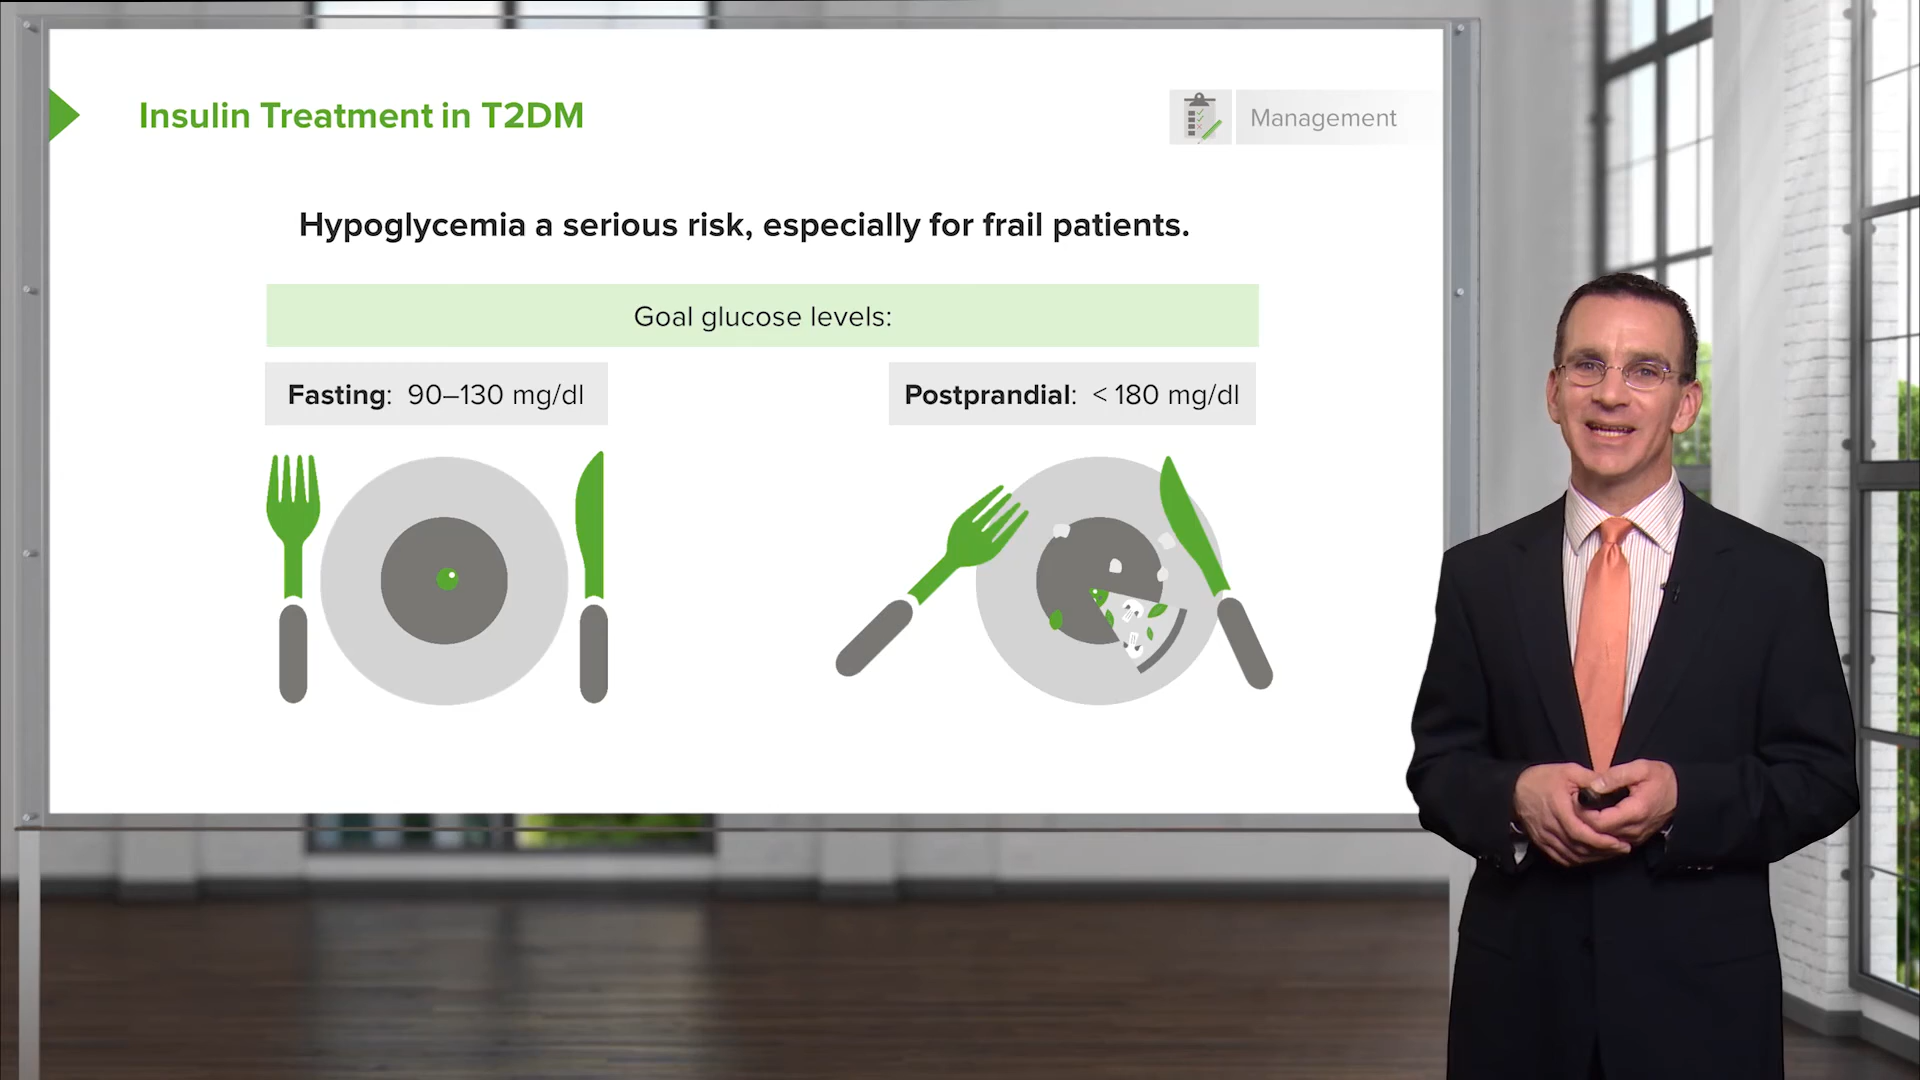 Insulin Treatment in T2DM
Management
Hypoglycemia a serious risk, especially for frail patients.
Goal glucose levels:
Fasting: 90–130 mg/dl
Postprandial: < 180 mg/dl